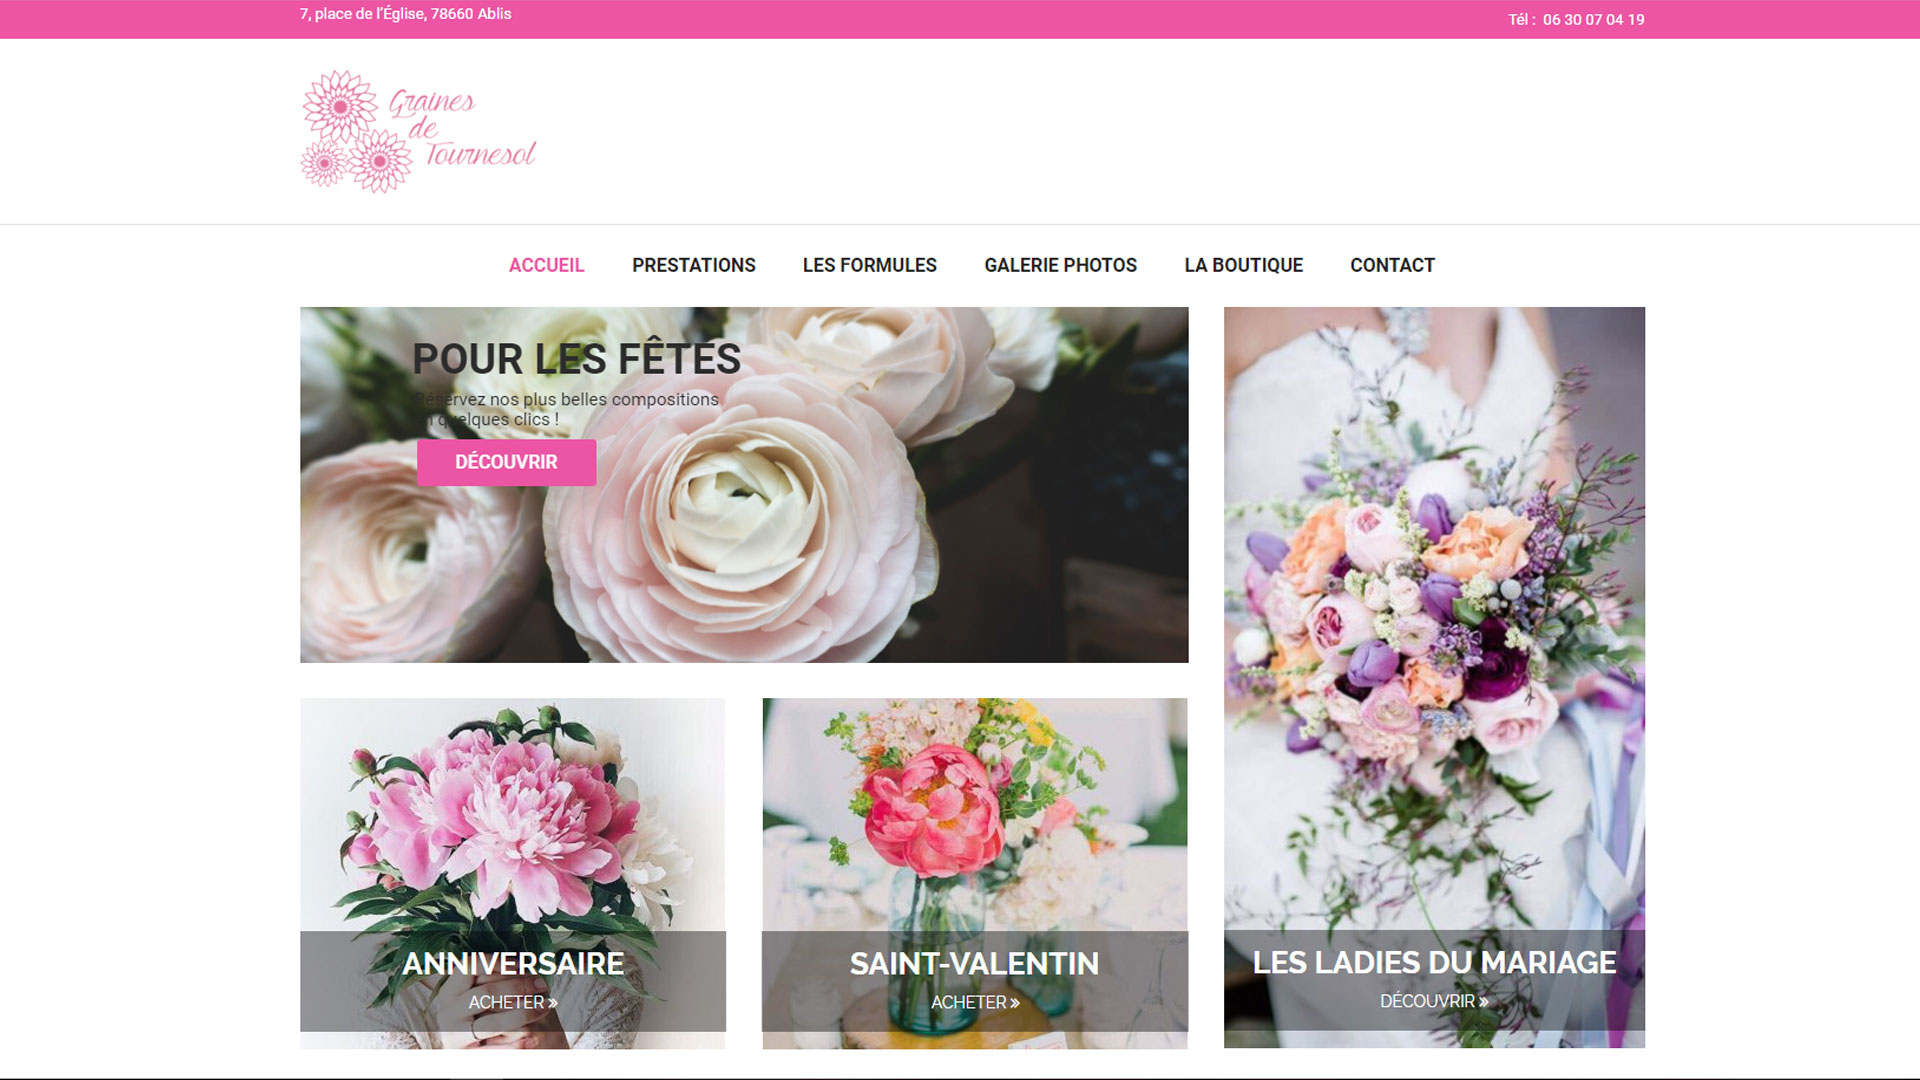 7, place de l'Église, 78660 Ablis
Tél : 06 30 07 04 19
Graines
de
Tournesol
ACCUEIL PRESTATIONS LES FORMULES GALERIE PHOTOS LA BOUTIQUE CONTACT
POUR LES FÊTES
Réservez nos plus belles compositions
en quelques clics !
DÉCOUVRIR
ANNIVERSAIRE
ACHETER »
SAINT-VALENTIN
ACHETER »
LES LADIES DU MARIAGE
DÉCOUVRIR »